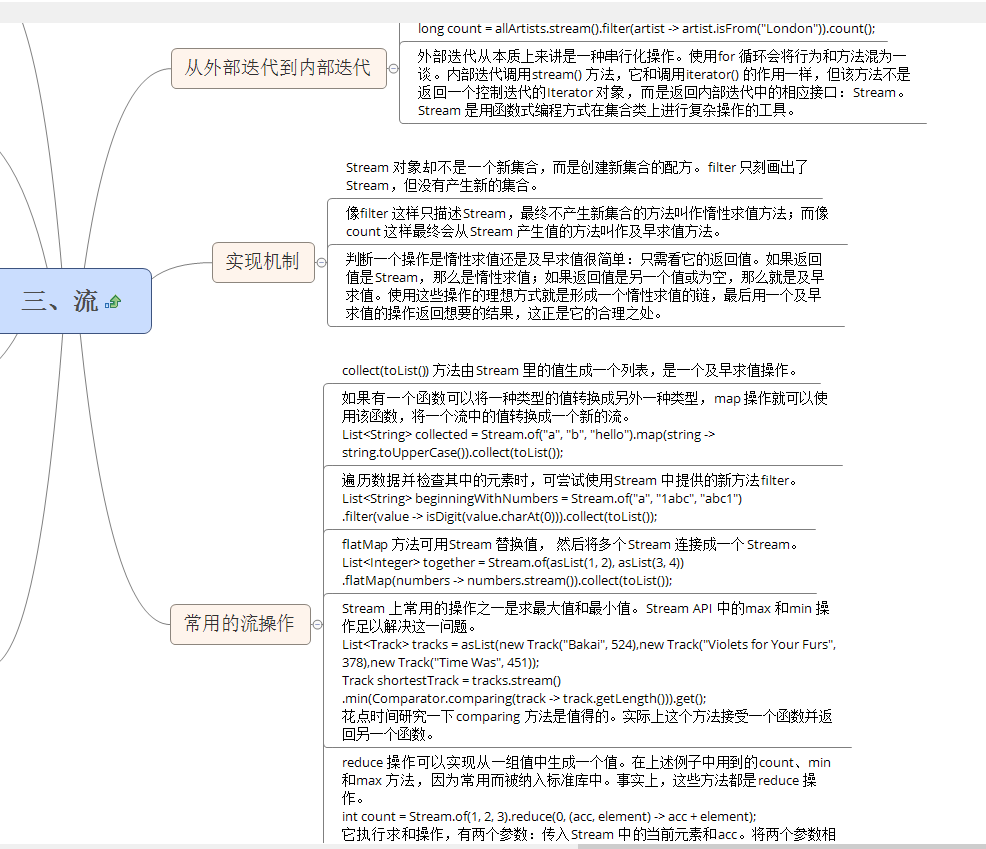 long count = allArtists.stream().filter(artist -> artist.isFrom("London")).count();
从外部迭代到内部迭代
外部迭代从本质上来讲是一种串行化操作。使用for 循环会将行为和方法混为一
谈。内部迭代调用stream() 方法，它和调用iterator() 的作用一样，但该方法不是
返回一个控制迭代的Iterator 对象，而是返回内部迭代中的相应接口：Stream。
Stream 是用函数式编程方式在集合类上进行复杂操作的工具。
三、流
实现机制
Stream 对象却不是一个新集合，而是创建新集合的配方。filter 只刻画出了
Stream，但没有产生新的集合。
像filter 这样只描述Stream，最终不产生新集合的方法叫作惰性求值方法；而像
count 这样最终会从Stream 产生值的方法叫作及早求值方法。
判断一个操作是惰性求值还是及早求值很简单：只需看它的返回值。如果返回
值是Stream，那么是惰性求值；如果返回值是另一个值或为空，那么就是及早
求值。使用这些操作的理想方式就是形成一个惰性求值的链，最后用一个及早
求值的操作返回想要的结果，这正是它的合理之处。
常用的流操作
collect(toList()) 方法由Stream 里的值生成一个列表，是一个及早求值操作。
如果有一个函数可以将一种类型的值转换成另外一种类型，map 操作就可以使
用该函数，将一个流中的值转换成一个新的流。
List<String> collected = Stream.of("a", "b", "hello").map(string ->
string.toUpperCase()).collect(toList());
遍历数据并检查其中的元素时，可尝试使用Stream 中提供的新方法filter。
List<String> beginningWithNumbers = Stream.of("a", "1abc", "abc1")
.filter(value -> isDigit(value.charAt(0))).collect(toList());
flatMap 方法可用Stream 替换值， 然后将多个Stream 连接成一个Stream。
List<Integer> together = Stream.of(asList(1, 2), asList(3, 4))
.flatMap(numbers -> numbers.stream()).collect(toList());
Stream 上常用的操作之一是求最大值和最小值。Stream API 中的max 和min 操
作足以解决这一问题。
List<Track> tracks = asList(new Track("Bakai", 524),new Track("Violets for Your Furs",
378),new Track("Time Was", 451));
Track shortestTrack = tracks.stream()
.min(Comparator.comparing(track -> track.getLength())).get();
花点时间研究一下comparing 方法是值得的。实际上这个方法接受一个函数并返
回另一个函数。
reduce 操作可以实现从一组值中生成一个值。在上述例子中用到的count、min
和max 方法，因为常用而被纳入标准库中。事实上，这些方法都是reduce 操
作。
int count = Stream.of(1, 2, 3).reduce(0, (acc, element) -> acc + element);
它执行求和操作，有两个参数：传入Stream 中的当前元素和acc。将两个参数相